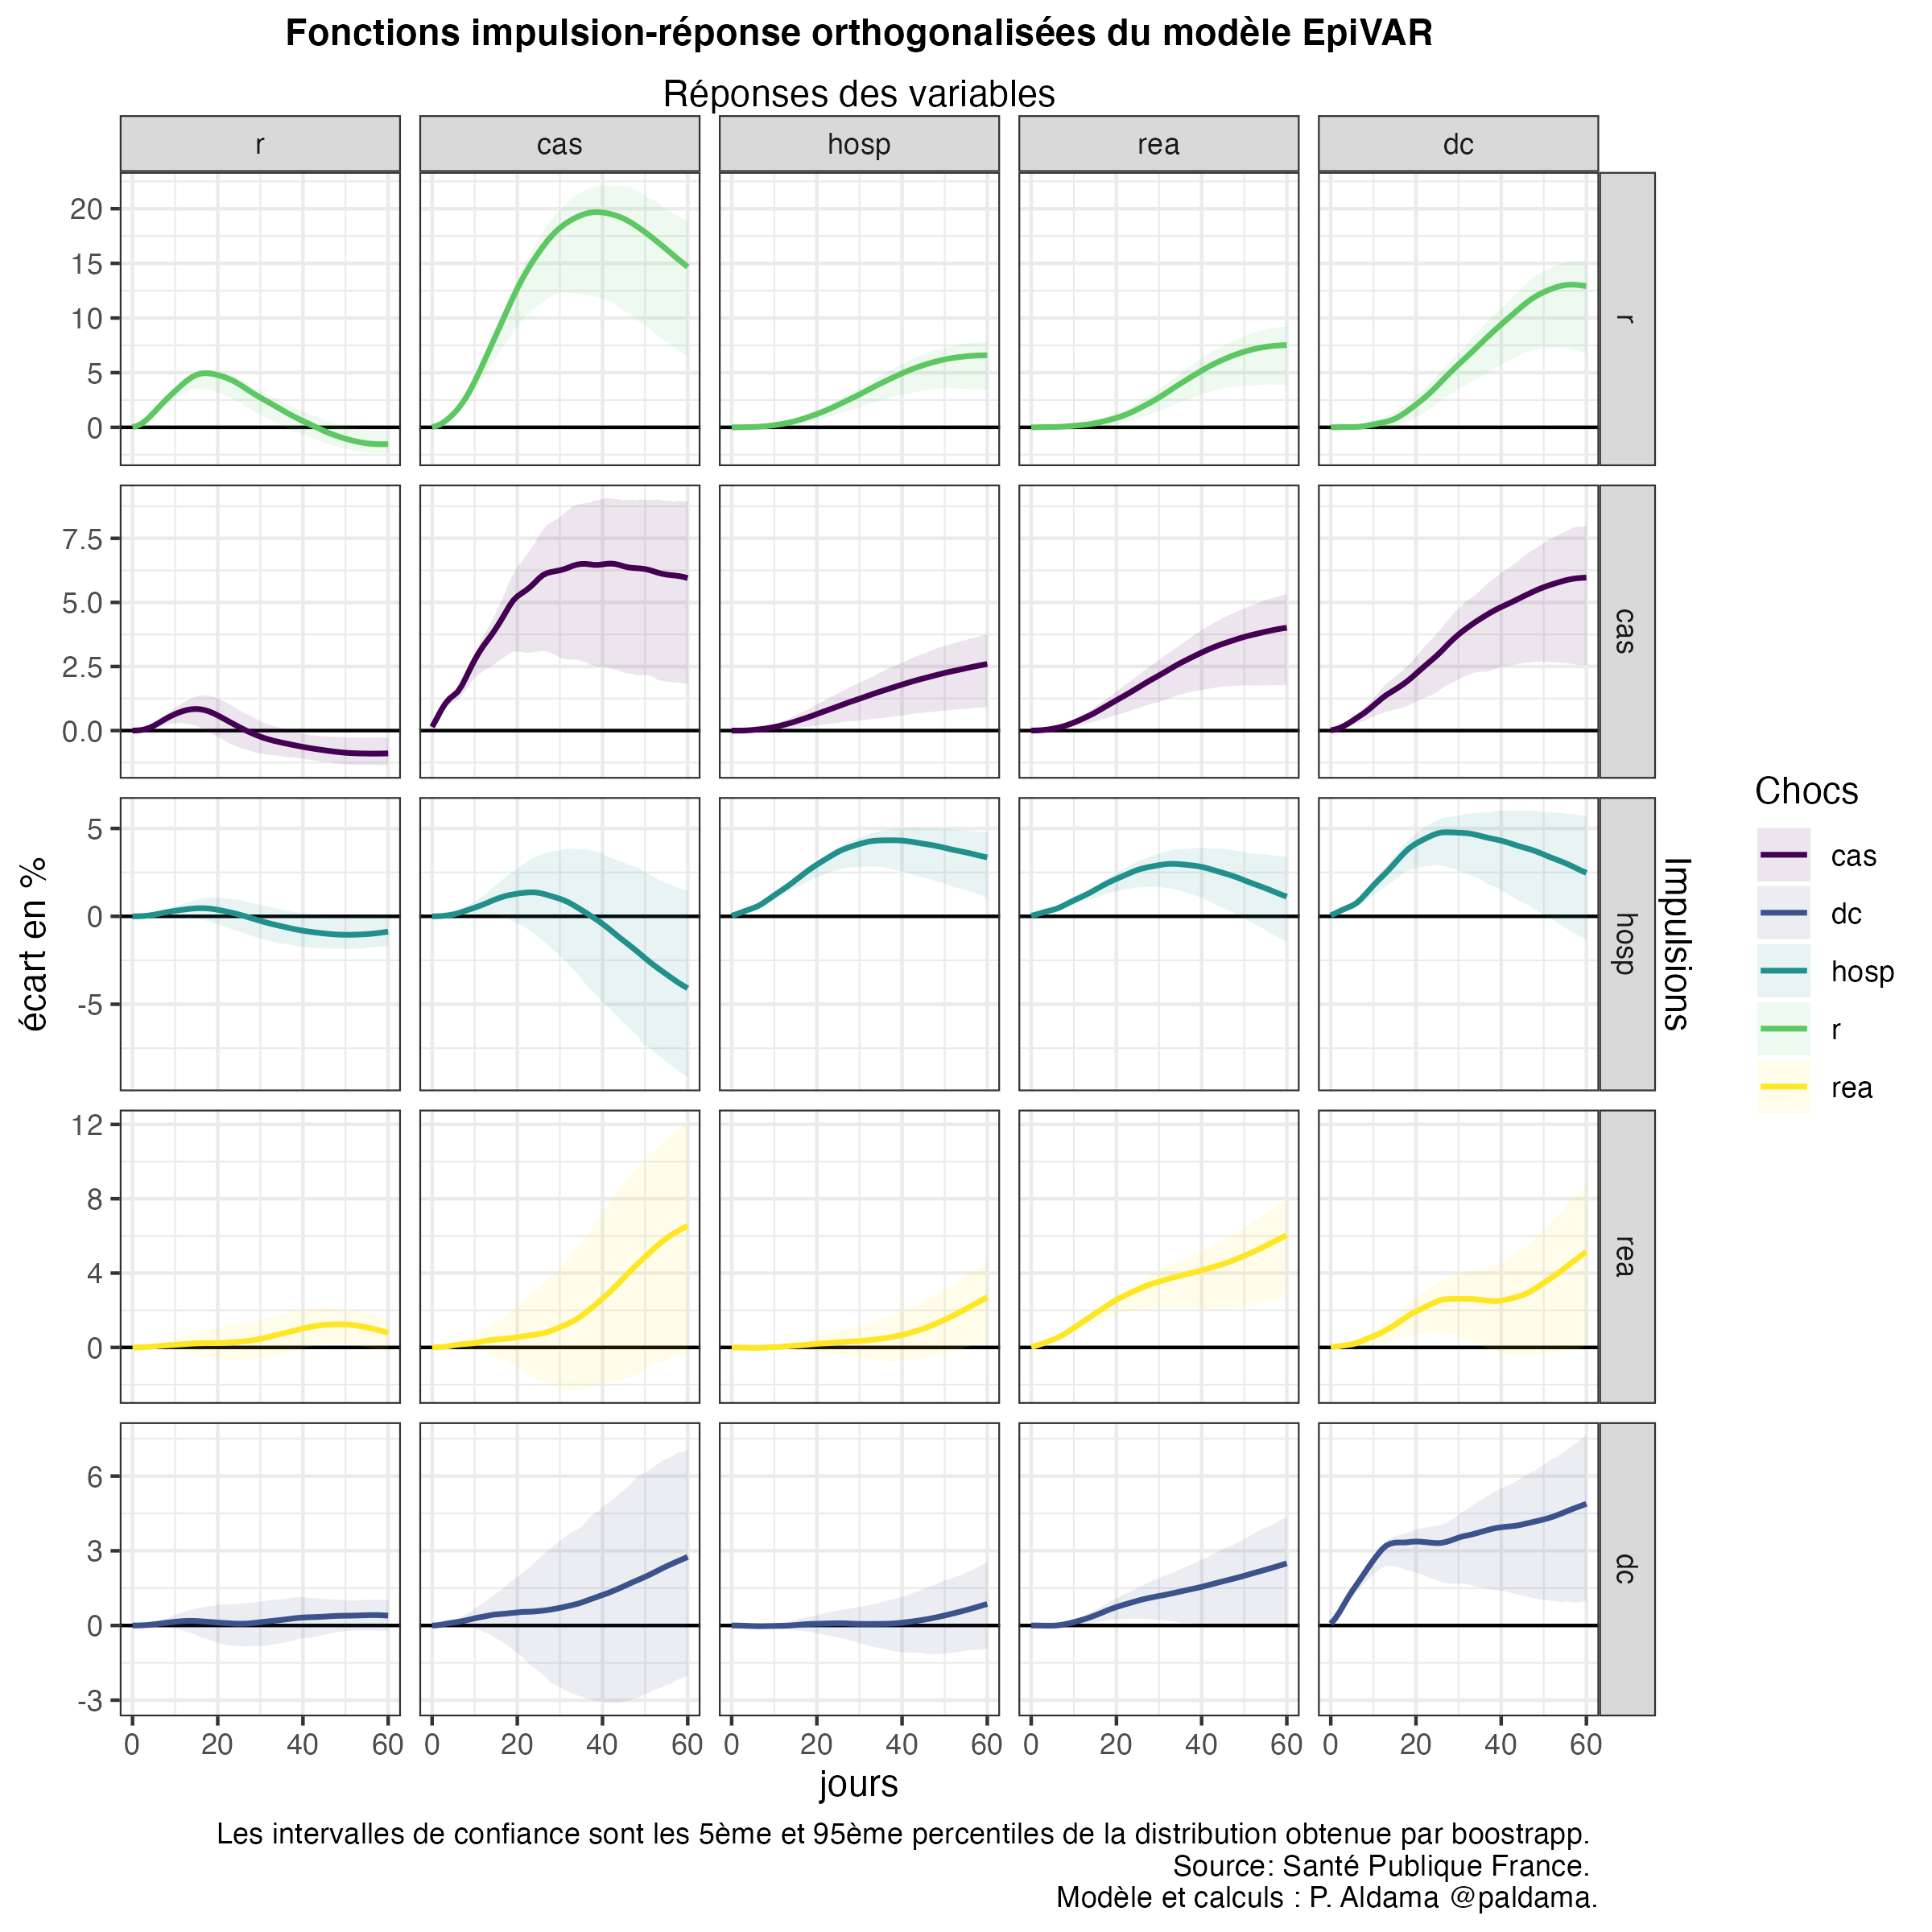 Fonctions impulsion-réponse orthogonalisées du modèle EpiVAR
Réponses des variables
r cas hosp rea dc
20
15
10
5
0
r
7.5
5.0
2.5
0.0
cas
5
0
-5
hosp
12
8
4
0
rea
6
3
0
-3
dc
écart en %
Impulsions
0 20 40 60 0 20 40 60 0 20 40 60 0 20 40 60 0 20 40 60
jours
Chocs
cas
dc
hosp
r
rea
Les intervalles de confiance sont les 5ème et 95ème percentiles de la distribution obtenue par boostrapp.
Source: Santé Publique France.
Modèle et calculs : P. Aldama @paldama.